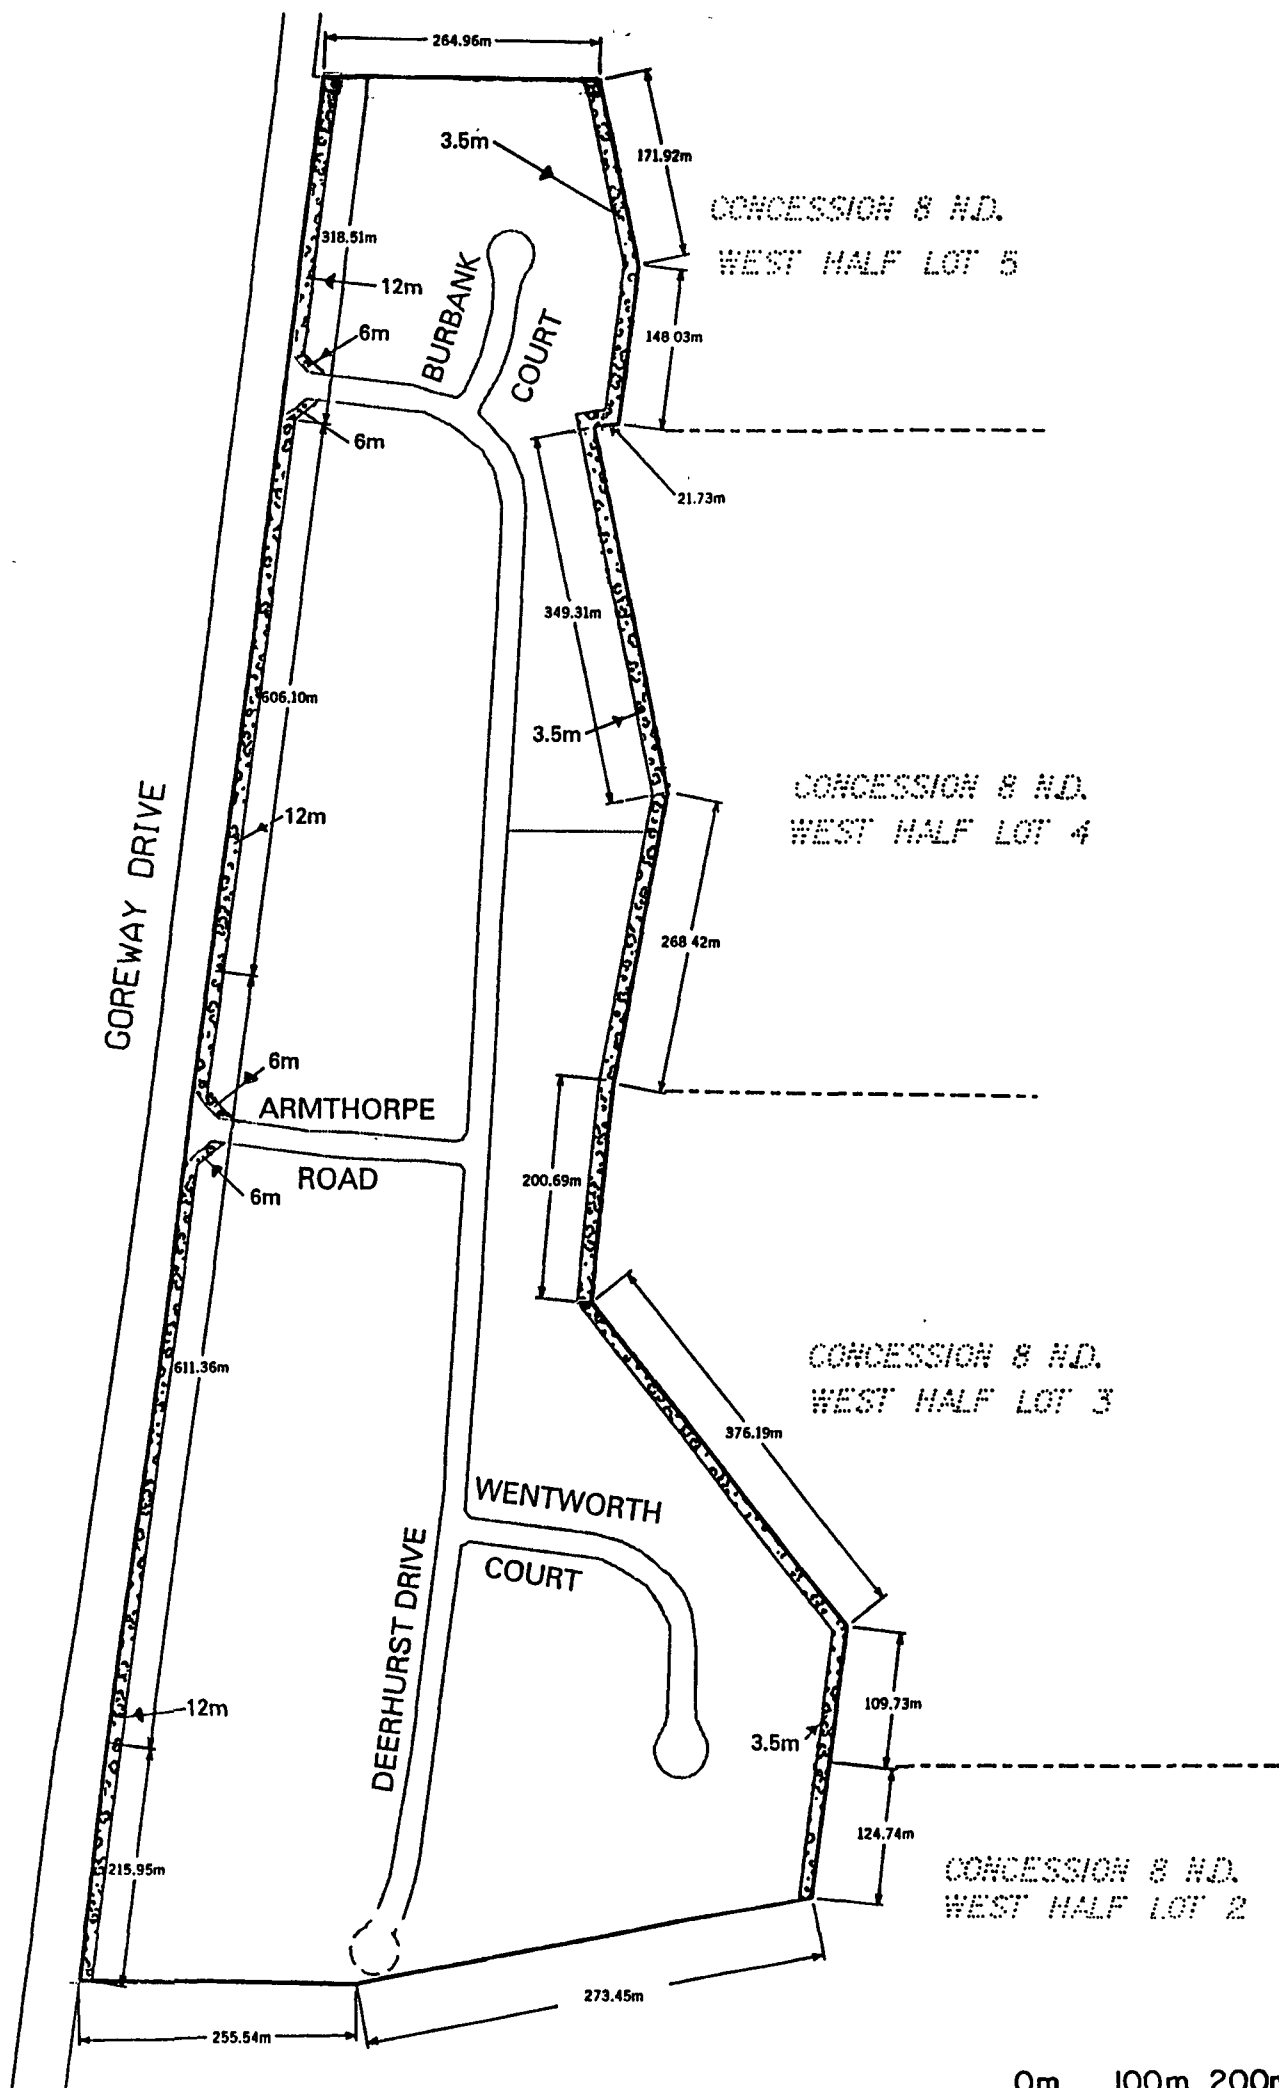 264.96m
3.5m
171.92m
CONCESSION 8 N.D.
WEST HALF LOT 5
318.51m
12m
BURBANK
COURT
6m
148 03m
6m
21.73m
349.31m
606.10m
3.5m
CONCESSION 8 N.D.
WEST HALF LOT 4
12m
GOREWAY DRIVE
268 42m
6m
ARMTHORPE
ROAD
200.69m
6m
CONCESSION 8 N.D.
WEST HALF LOT 3
611.36m
376.19m
WENTWORTH
COURT
DEERHURST DRIVE
12m
109.73m
3.5m
124.74m
215.95m
CONCESSION 8 N.D.
WEST HALF LOT 2
273.45m
255.54m
0m 100m 200m